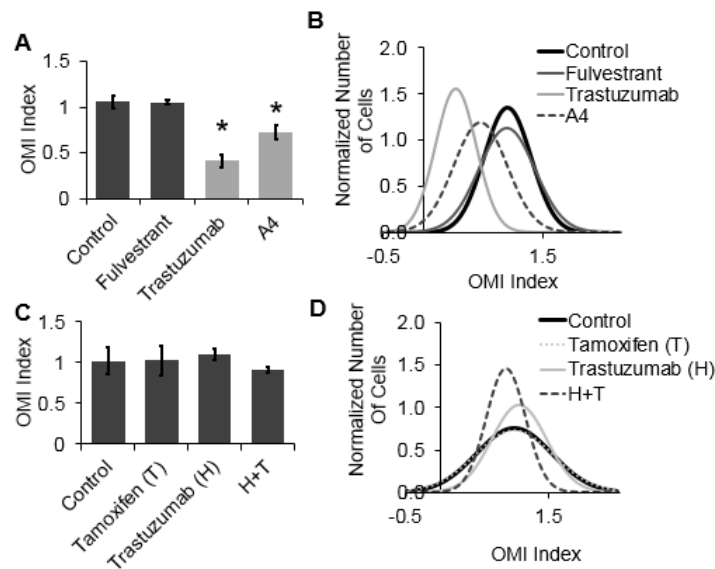 A
OMI Index
1.5
1
0.5
0
*
*
Control
Fulvestrant
Trastuzumab
A4
B
Normalized Number
of Cells
2.0
1.5
1.0
0.5
0.0
-0.5
1.5
OMI Index
Control
Fulvestrant
Trastuzumab
A4
C
OMI Index
1.5
1
0.5
0
Control
Tamoxifen (T)
Trastuzumab (H)
H+T
D
Normalized Number
Of Cells
2.0
1.5
1.0
0.5
0.0
-0.5
1.5
OMI Index
Control
Tamoxifen (T)
Trastuzumab (H)
H+T